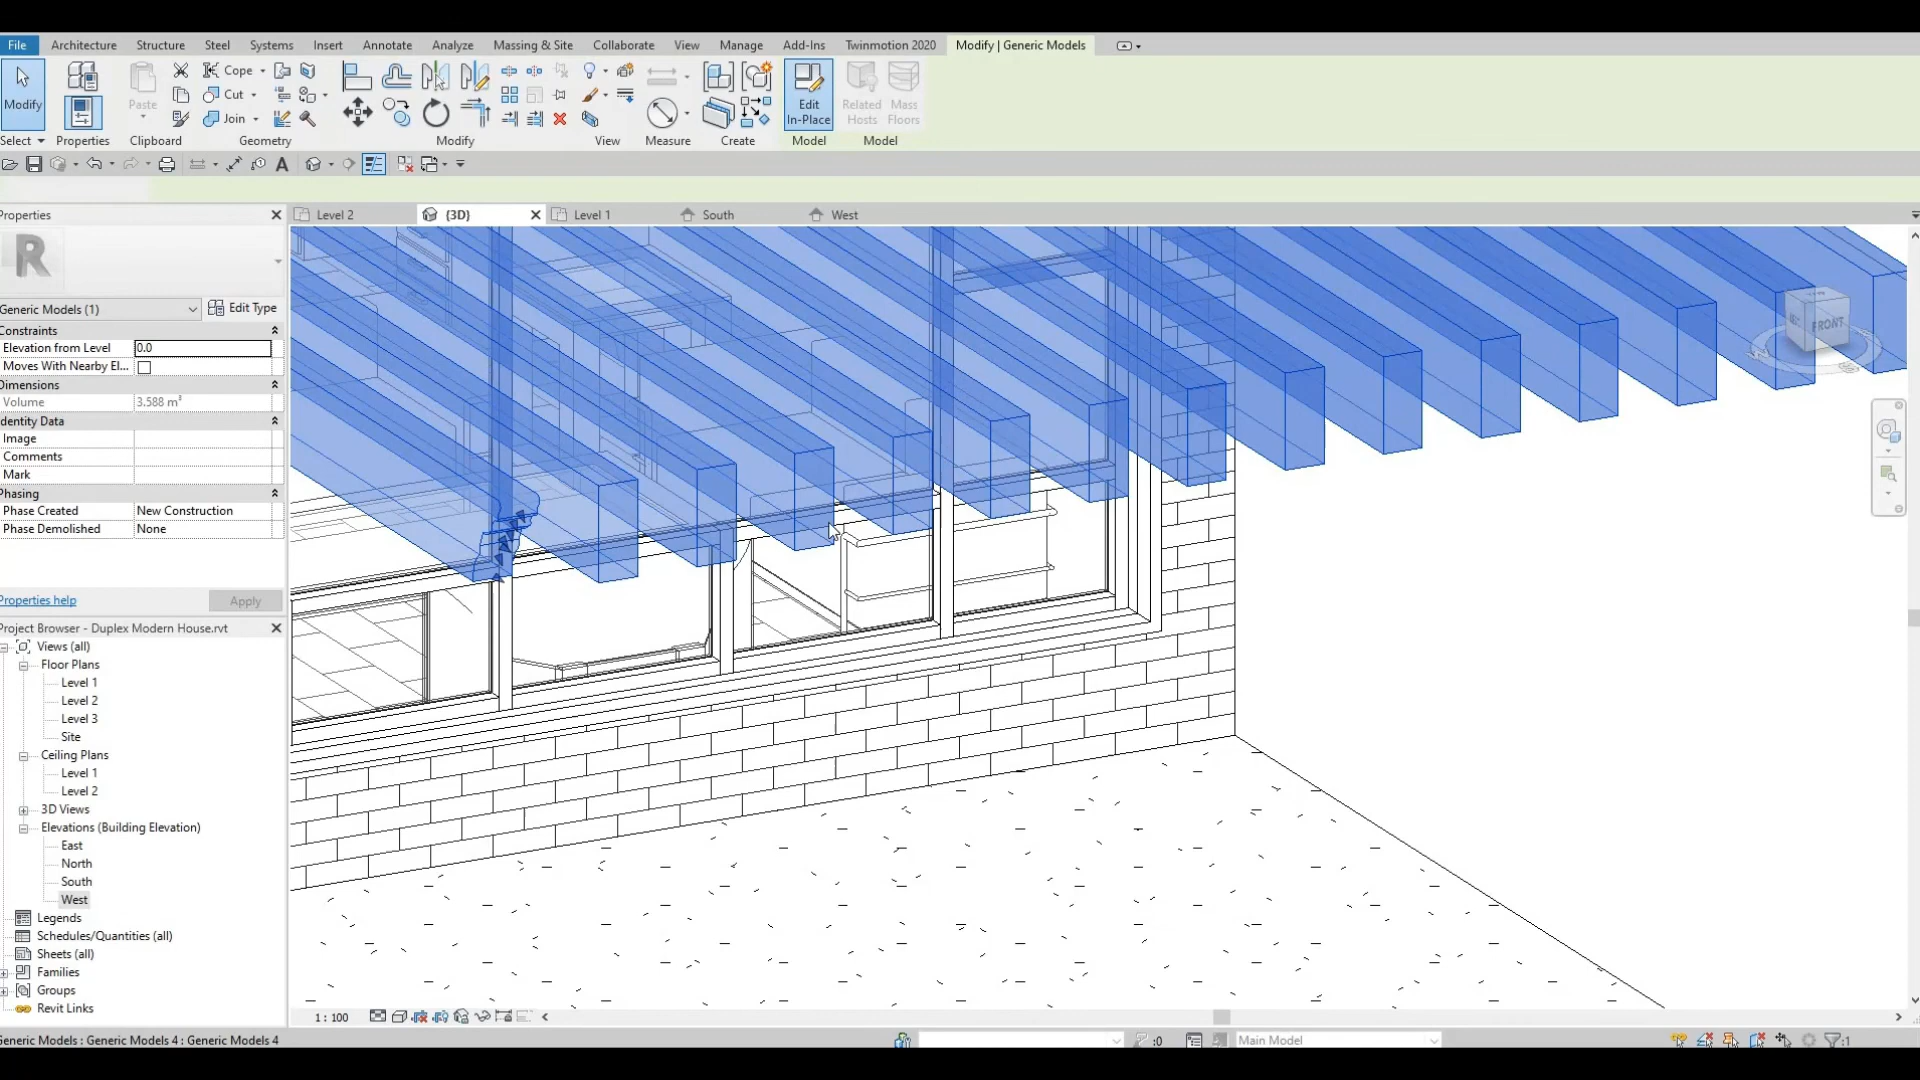 File Architecture Structure Steel Systems Insert Annotate Analyze Massing & Site Collaborate View Manage Add-Ins Twinmotion 2020 Modify | Generic Models
Modify Paste Cope Cut Join Edit In-Place Related Hosts Mass Floors
Select Properties Clipboard Geometry Modify View Measure Create Model Model
Properties Level 2 {3D} Level 1 South West
R
Generic Models (1) Edit Type
Constraints
Elevation from Level 0.0
Moves With Nearby El...
Dimensions
Volume 3.588 m³
Identity Data
Image
Comments
Mark
Phasing
Phase Created New Construction
Phase Demolished None
Properties help Apply
Project Browser - Duplex Modern House.rvt
Views (all)
Floor Plans
Level 1
Level 2
Level 3
Site
Ceiling Plans
Level 1
Level 2
3D Views
Elevations (Building Elevation)
East
North
South
West
Legends
Schedules/Quantities (all)
Sheets (all)
Families
Groups
Revit Links
FRONT
1 : 100
Generic Models : Generic Models 4 : Generic Models 4 :0 Main Model :1